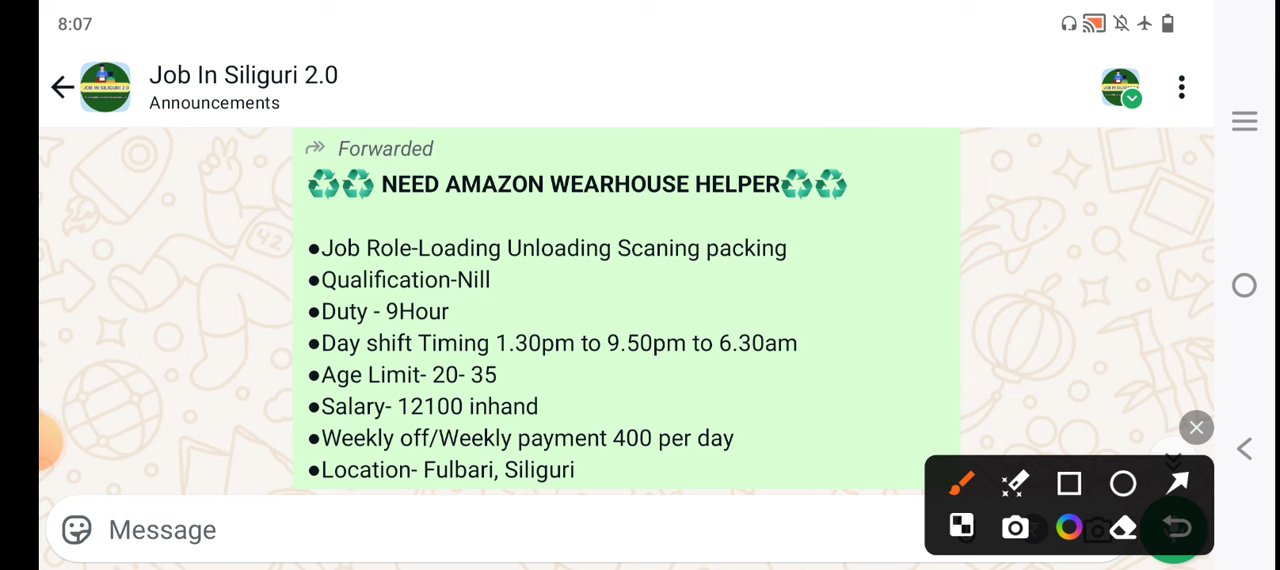 8:07
Job In Siliguri 2.0
Announcements
Forwarded
♻️♻️ NEED AMAZON WEARHOUSE HELPER♻️♻️
●Job Role-Loading Unloading Scaning packing
●Qualification-Nill
●Duty - 9Hour
●Day shift Timing 1.30pm to 9.50pm to 6.30am
●Age Limit- 20- 35
●Salary- 12100 inhand
●Weekly off/Weekly payment 400 per day
●Location- Fulbari, Siliguri
Message